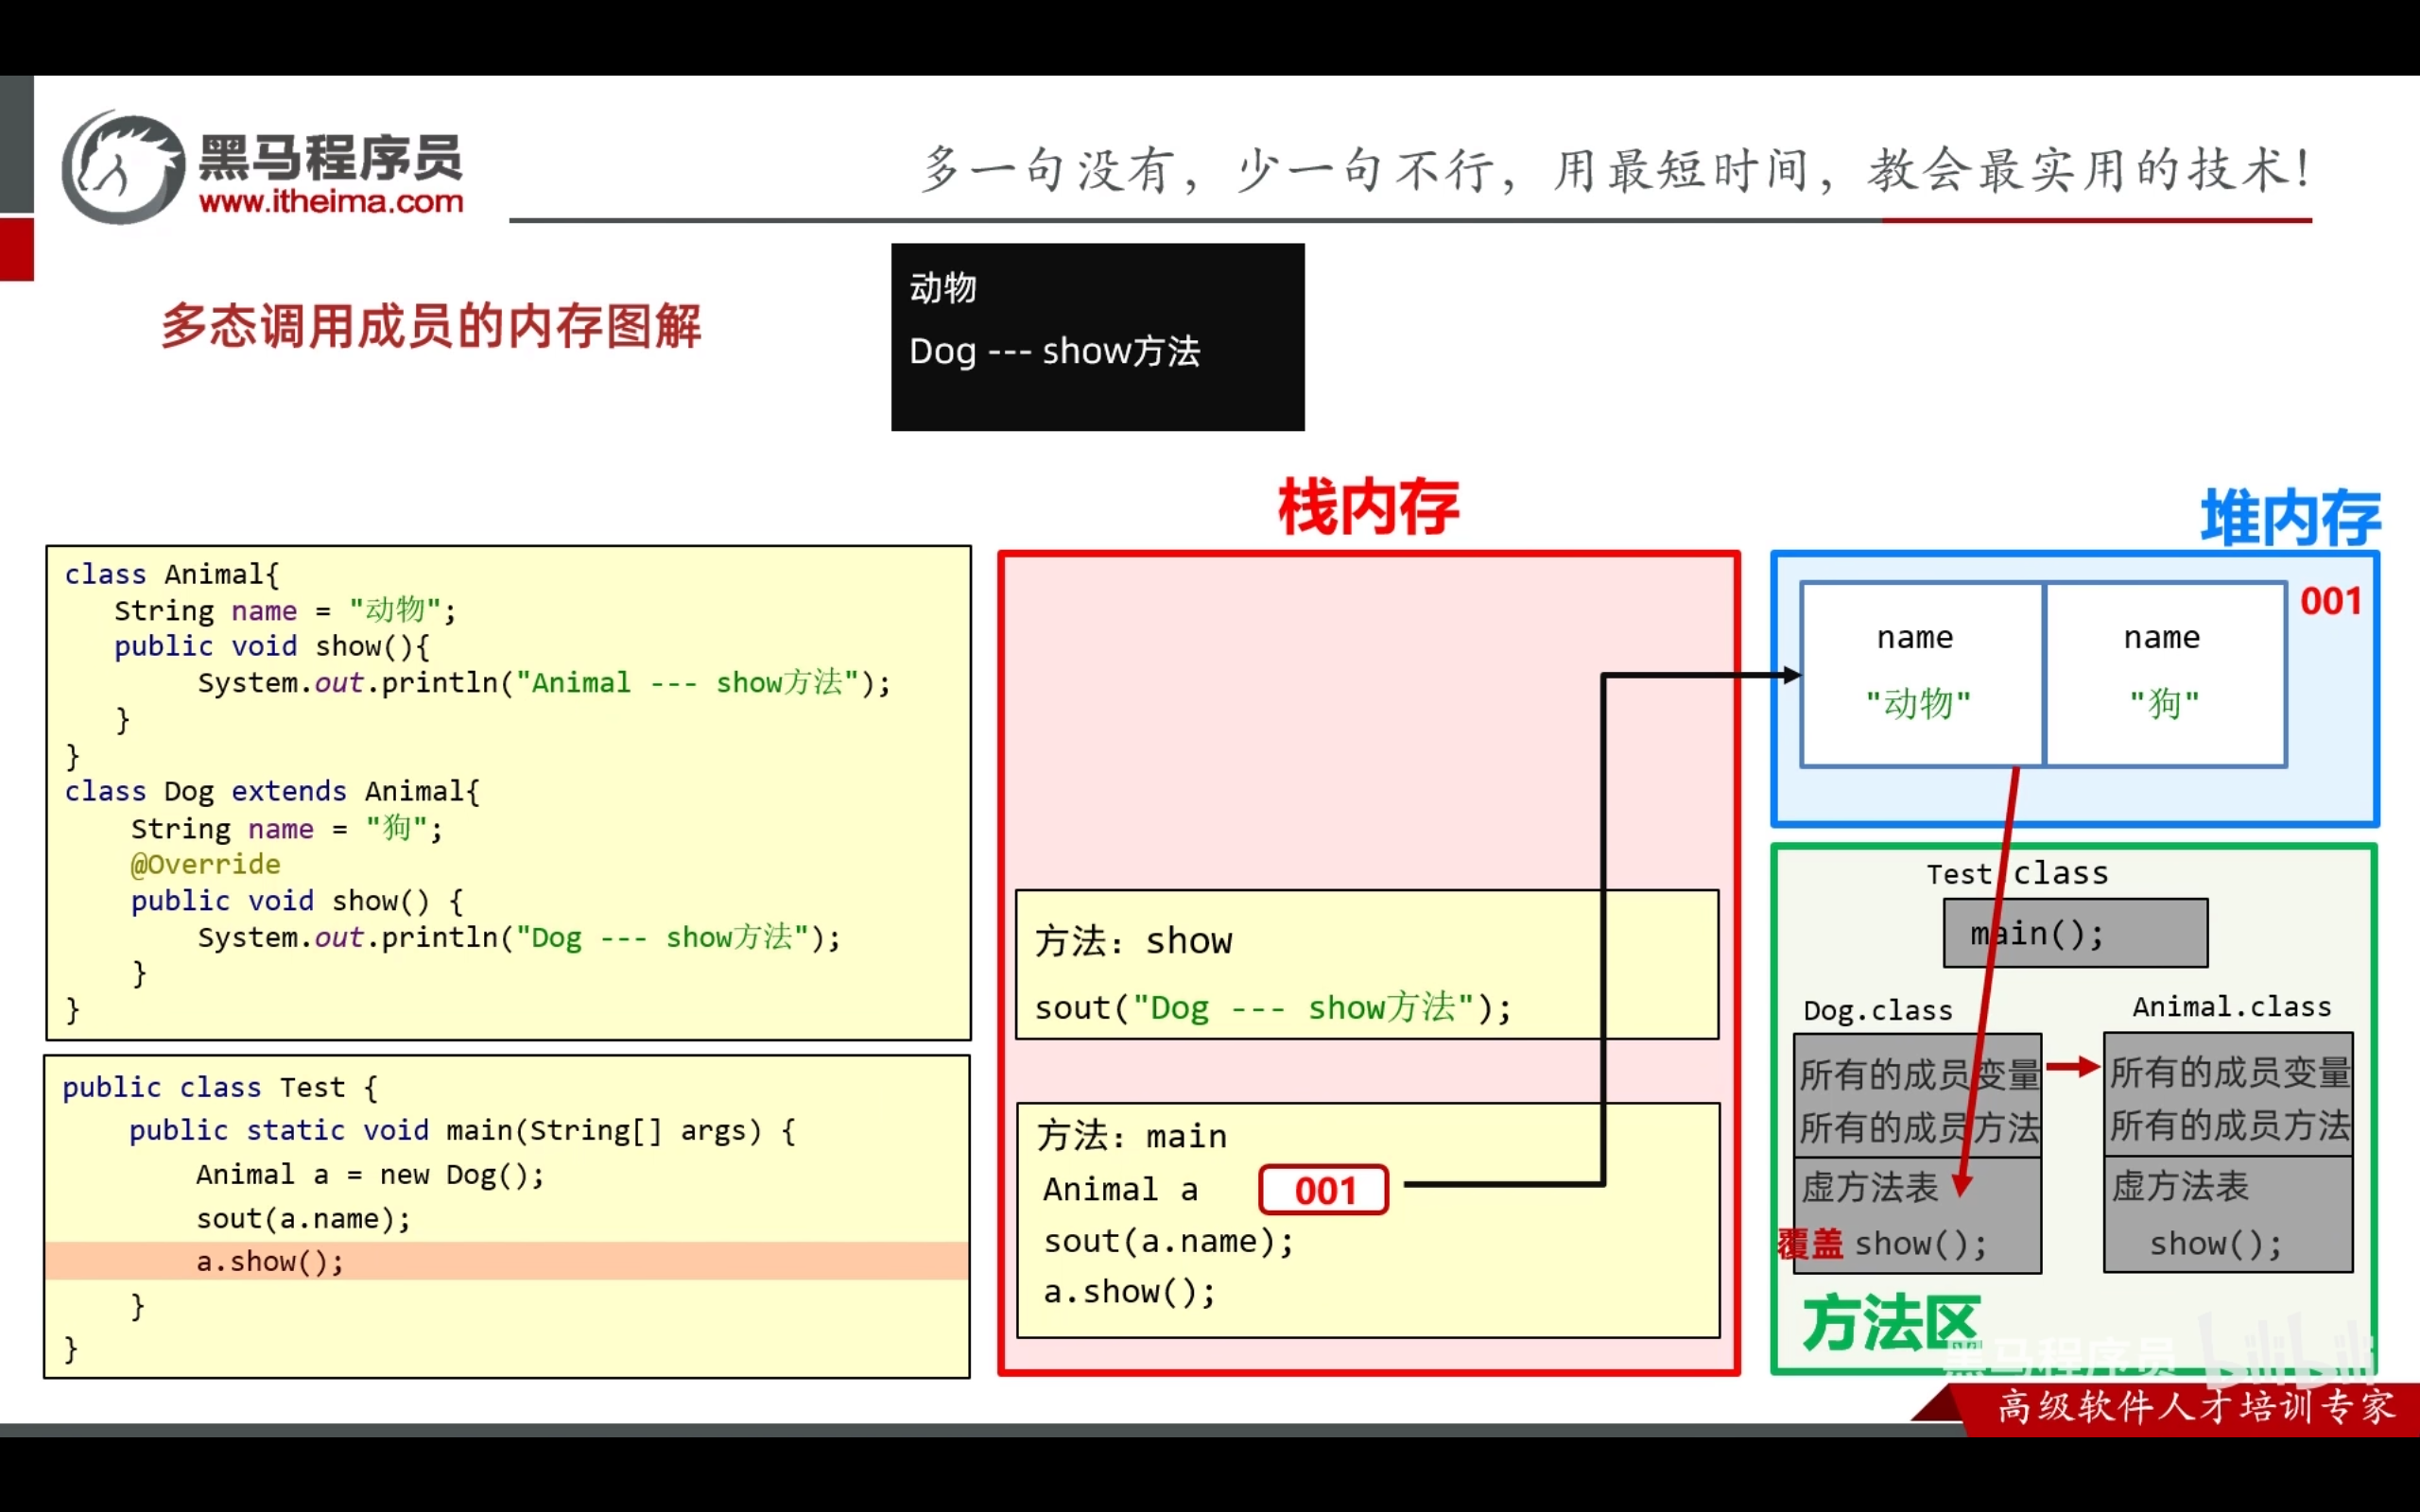 黑马程序员
www.itheima.com
多一句没有，少一句不行，用最短时间，教会最实用的技术！
多态调用成员的内存图解
动物
Dog --- show方法
class Animal{
String name = "动物";
public void show(){
System.out.println("Animal --- show方法");
}
}
class Dog extends Animal{
String name = "狗";
@Override
public void show() {
System.out.println("Dog --- show方法");
}
}
public class Test {
public static void main(String[] args) {
Animal a = new Dog();
sout(a.name);
a.show();
}
}
栈内存
方法：show
sout("Dog --- show方法");
方法：main
Animal a 001
sout(a.name);
a.show();
堆内存
001
name
"动物"
name
"狗"
Test.class
main();
Dog.class
所有的成员变量
所有的成员方法
虚方法表
覆盖 show();
Animal.class
所有的成员变量
所有的成员方法
虚方法表
show();
方法区
黑马程序员
bilibili
高级软件人才培训专家